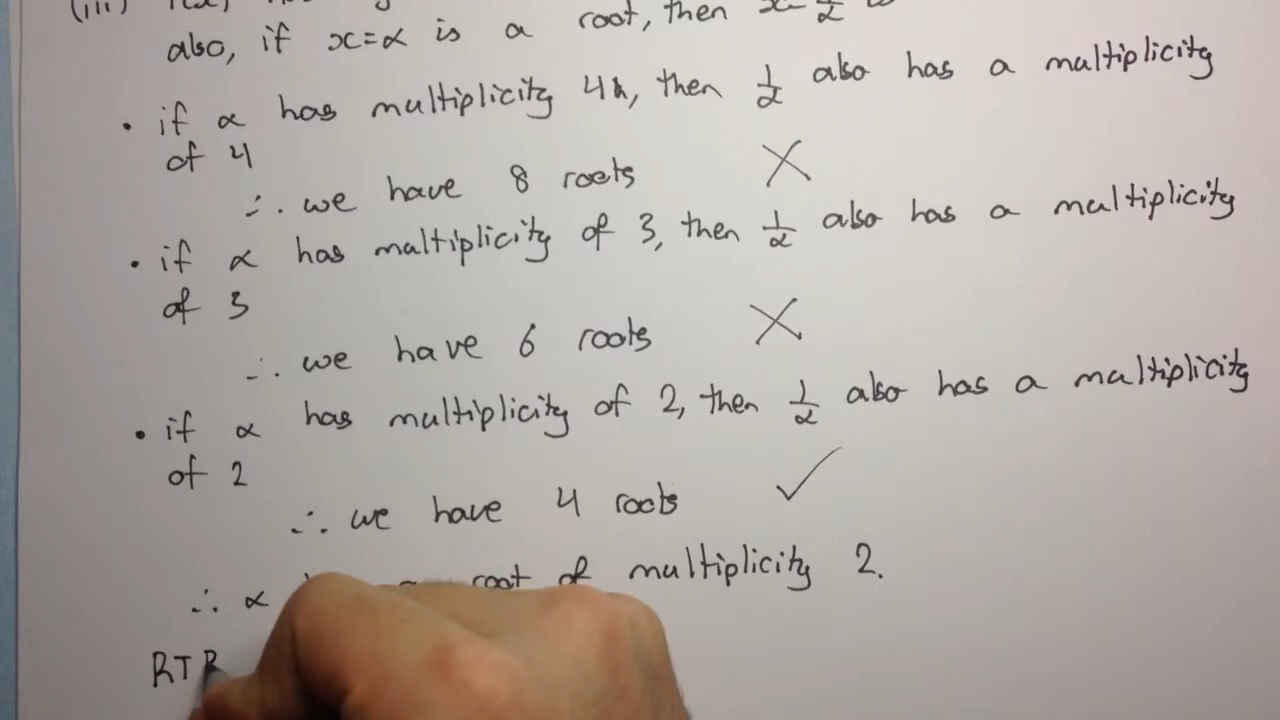 (iii)
also, if x=α is a root, then x=1/α
• if α has multiplicity 4, then 1/α also has a multiplicity
of 4
∴ we have 8 roots ✗
• if α has multiplicity of 3, then 1/α also has a multiplicity
of 3
∴ we have 6 roots ✗
• if α has multiplicity of 2, then 1/α also has a multiplicity
of 2
∴ we have 4 roots ✓
∴ α root of multiplicity 2.
RTP